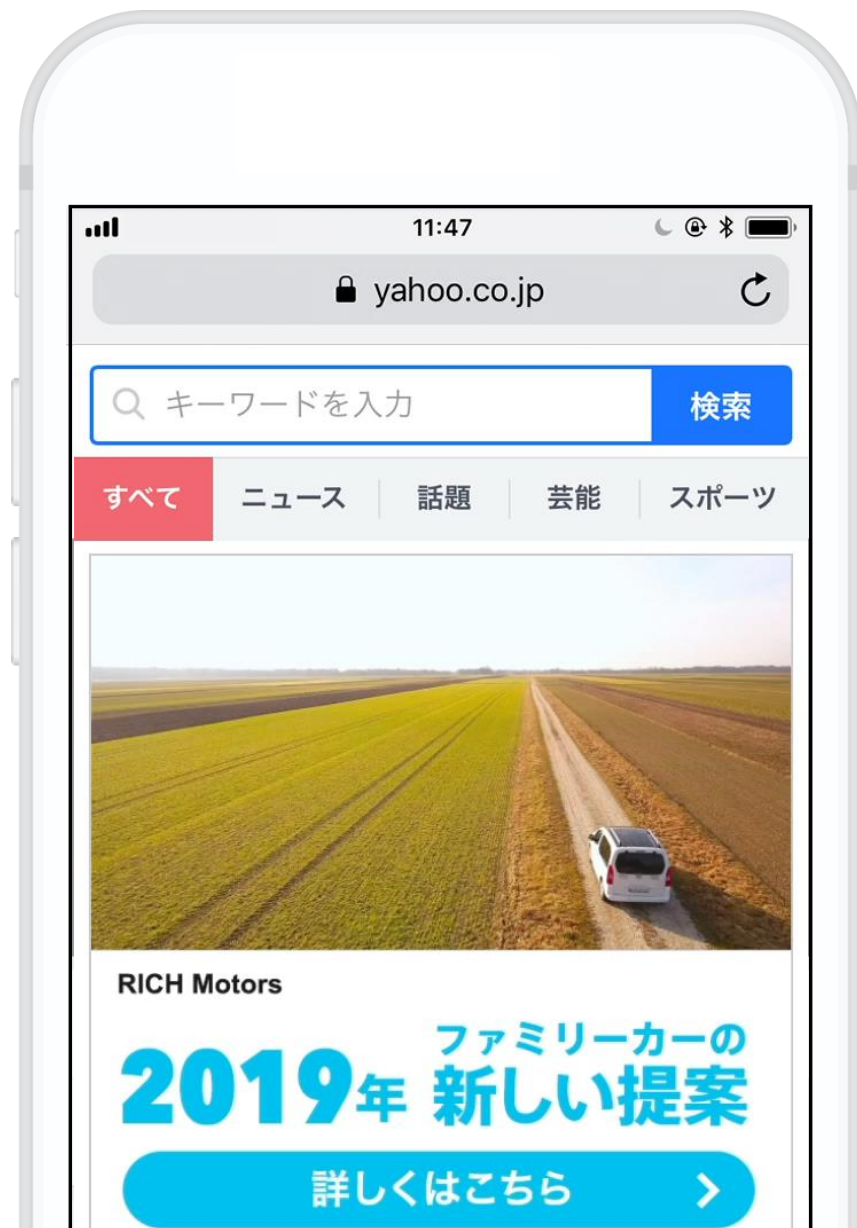 11:47
yahoo.co.jp
キーワードを入力
検索
すべて
ニュース
話題
芸能
スポーツ
RICH Motors
2019年 ファミリーカーの
新しい提案
詳しくはこちら